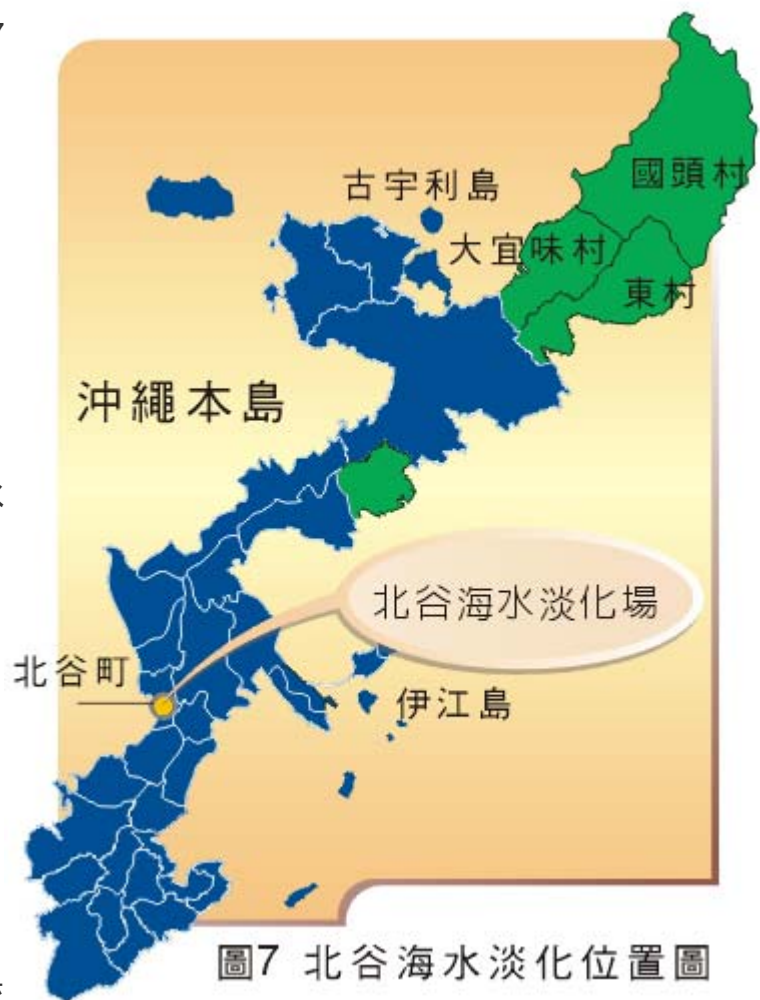 古宇利島
國頭村
大宜味村
東村
沖繩本島
北谷海水淡化場
北谷町
伊江島
圖7 北谷海水淡化位置圖